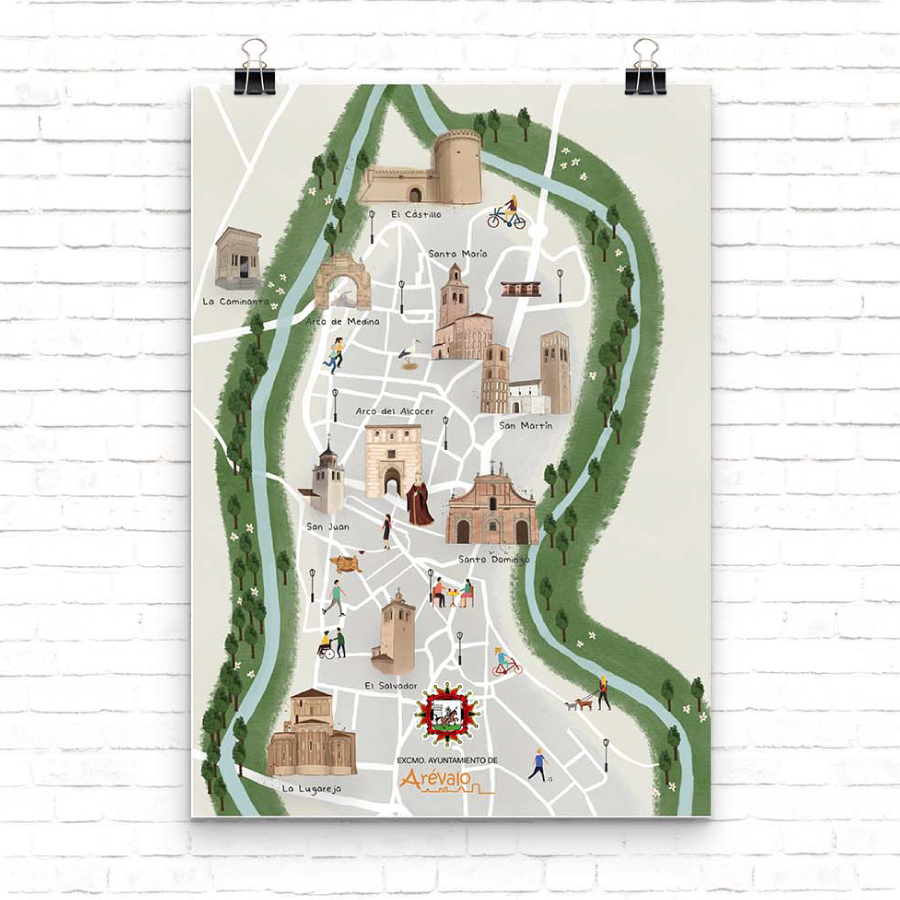 El Castillo
Santa María
La Caminanta
Arco de Medina
Arco del Alcocer
San Martín
San Juan
Santo Domingo
El Salvador
EXCMO. AYUNTAMIENTO DE
Arévalo
La Lugareja